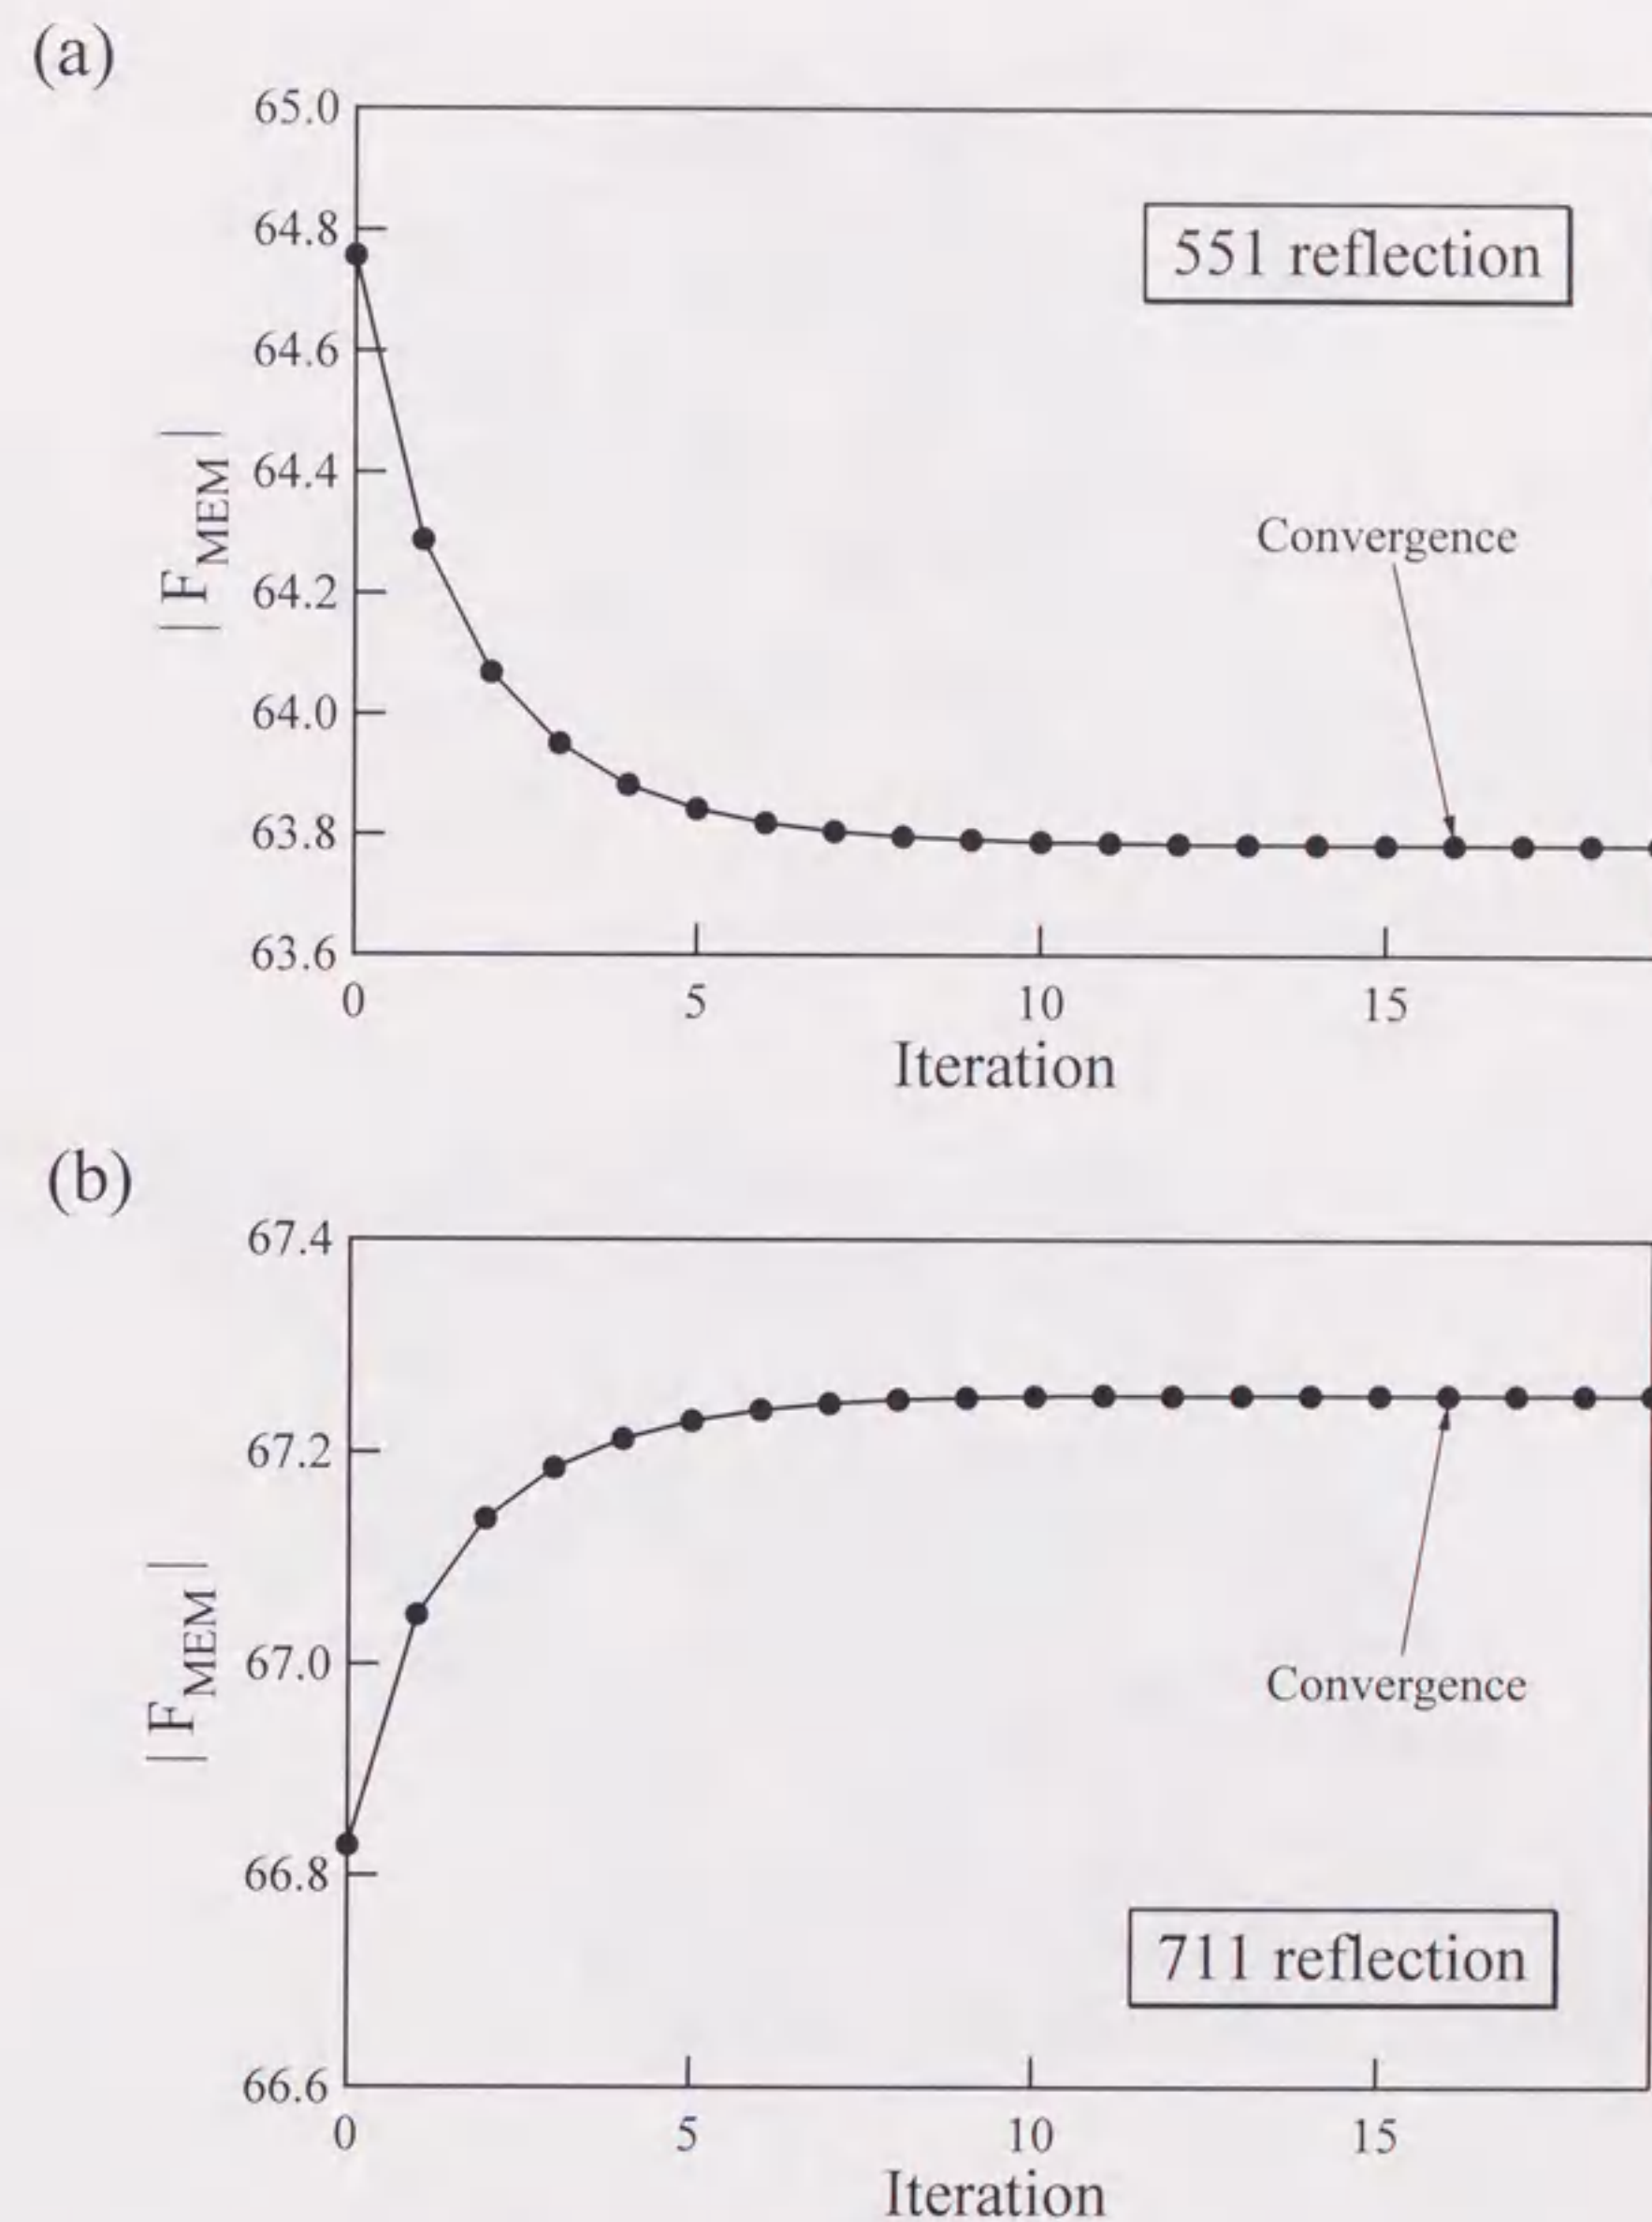 (a)
65.0
64.8
64.6
64.4
64.2
64.0
63.8
63.6
|F_MEM|
551 reflection
Convergence
0 5 10 15
Iteration
(b)
67.4
67.2
67.0
66.8
66.6
|F_MEM|
Convergence
711 reflection
0 5 10 15
Iteration